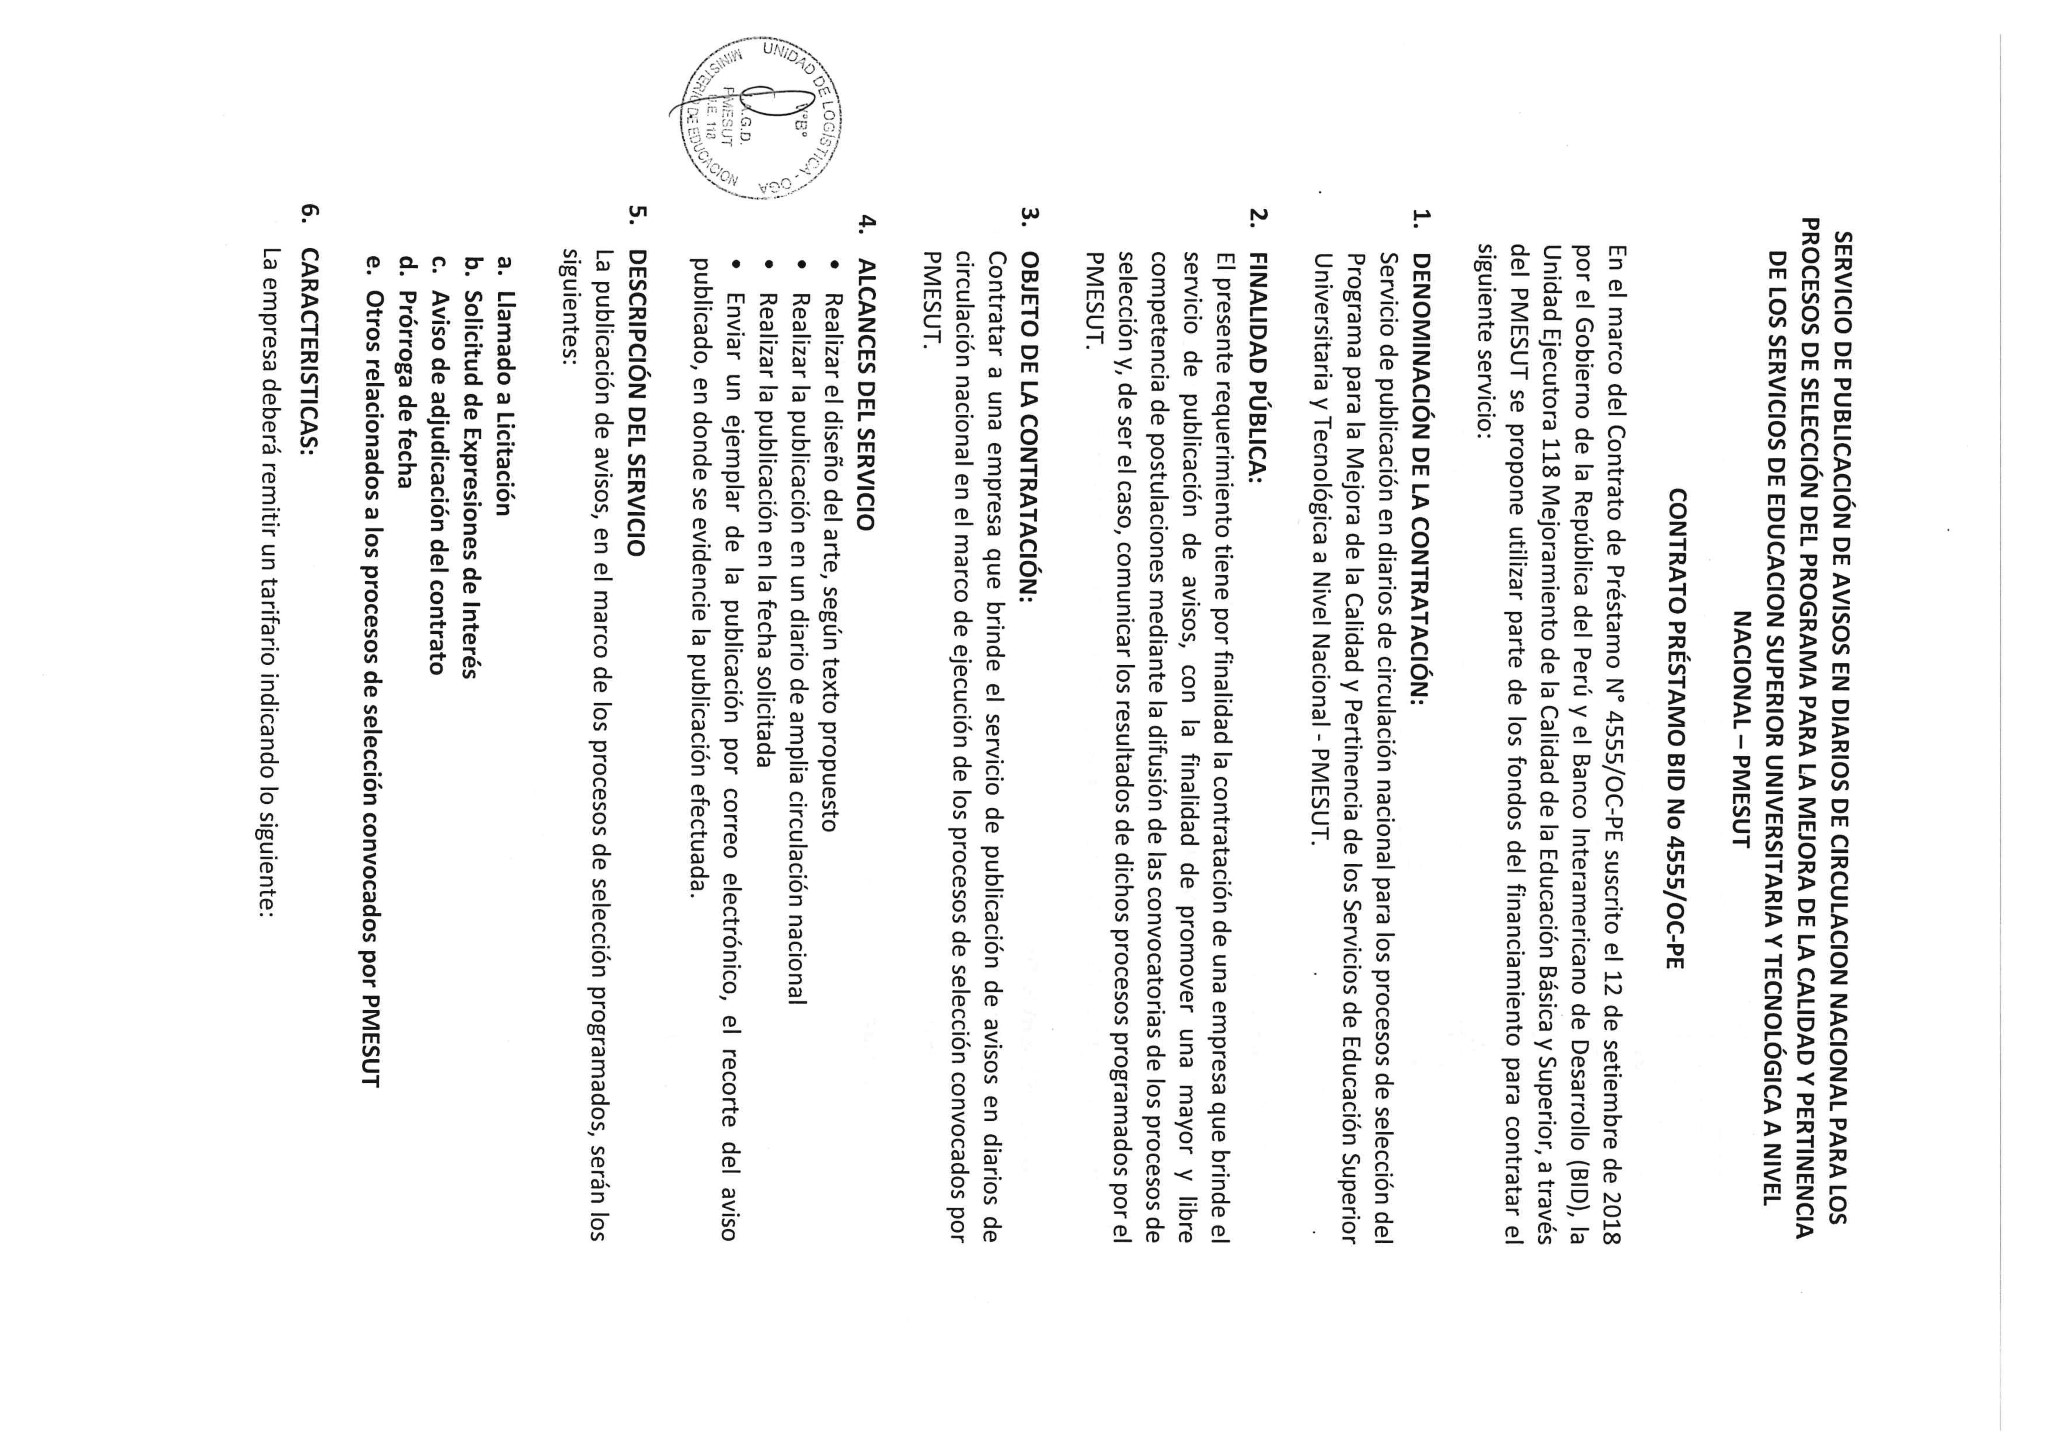 SERVICIO DE PUBLICACIÓN DE AVISOS EN DIARIOS DE CIRCULACION NACIONAL PARA LOS
PROCESOS DE SELECCIÓN DEL PROGRAMA PARA LA MEJORA DE LA CALIDAD Y PERTINENCIA
DE LOS SERVICIOS DE EDUCACION SUPERIOR UNIVERSITARIA Y TECNOLÓGICA A NIVEL
NACIONAL – PMESUT
CONTRATO PRÉSTAMO BID No 4555/OC-PE
En el marco del Contrato de Préstamo N° 4555/OC-PE suscrito el 12 de setiembre de 2018
por el Gobierno de la República del Perú y el Banco Interamericano de Desarrollo (BID), la
Unidad Ejecutora 118 Mejoramiento de la Calidad de la Educación Básica y Superior, a través
del PMESUT se propone utilizar parte de los fondos del financiamiento para contratar el
siguiente servicio:
1. DENOMINACIÓN DE LA CONTRATACIÓN:
Servicio de publicación en diarios de circulación nacional para los procesos de selección del
Programa para la Mejora de la Calidad y Pertinencia de los Servicios de Educación Superior
Universitaria y Tecnológica a Nivel Nacional - PMESUT.
2. FINALIDAD PÚBLICA:
El presente requerimiento tiene por finalidad la contratación de una empresa que brinde el
servicio de publicación de avisos, con la finalidad de promover una mayor y libre
competencia de postulaciones mediante la difusión de las convocatorias de los procesos de
selección y, de ser el caso, comunicar los resultados de dichos procesos programados por el
PMESUT.
3. OBJETO DE LA CONTRATACIÓN:
Contratar a una empresa que brinde el servicio de publicación de avisos en diarios de
circulación nacional en el marco de ejecución de los procesos de selección convocados por
PMESUT.
4. ALCANCES DEL SERVICIO
• Realizar el diseño del arte, según texto propuesto
• Realizar la publicación en un diario de amplia circulación nacional
• Realizar la publicación en la fecha solicitada
• Enviar un ejemplar de la publicación por correo electrónico, el recorte del aviso
publicado, en donde se evidencie la publicación efectuada.
UNIDAD DE LOGÍSTICA - OGA
V°B°
A.G.D.
PMESUT
U.E. 118
MINISTERIO DE EDUCACION
5. DESCRIPCIÓN DEL SERVICIO
La publicación de avisos, en el marco de los procesos de selección programados, serán los
siguientes:
a. Llamado a Licitación
b. Solicitud de Expresiones de Interés
c. Aviso de adjudicación del contrato
d. Prórroga de fecha
e. Otros relacionados a los procesos de selección convocados por PMESUT
6. CARACTERISTICAS:
La empresa deberá remitir un tarifario indicando lo siguiente: